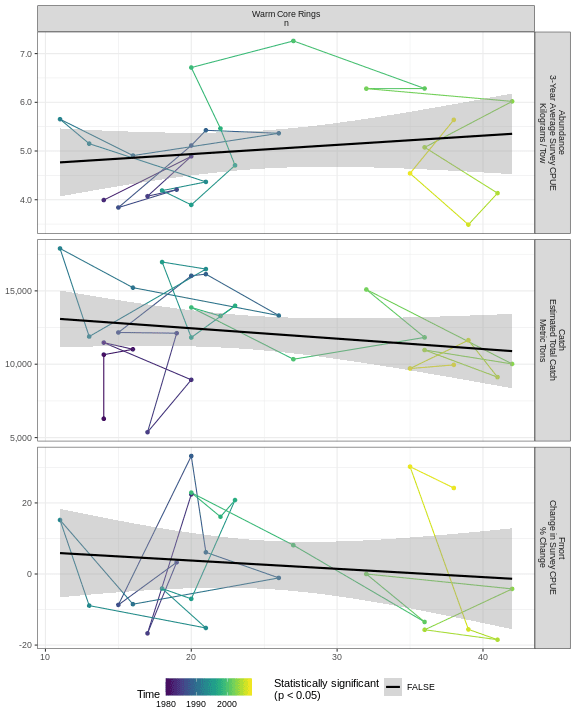 Warm Core Rings
n
7.0
6.0
5.0
4.0
Abundance
3-Year Average Survey CPUE
Kilograms / Tow
15,000
10,000
5,000
Catch
Estimated Total Catch
Metric Tons
20
0
-20
Fmort
Change in Survey CPUE
% Change
10
20
30
40
Time
1980
1990
2000
Statistically significant
(p < 0.05)
FALSE